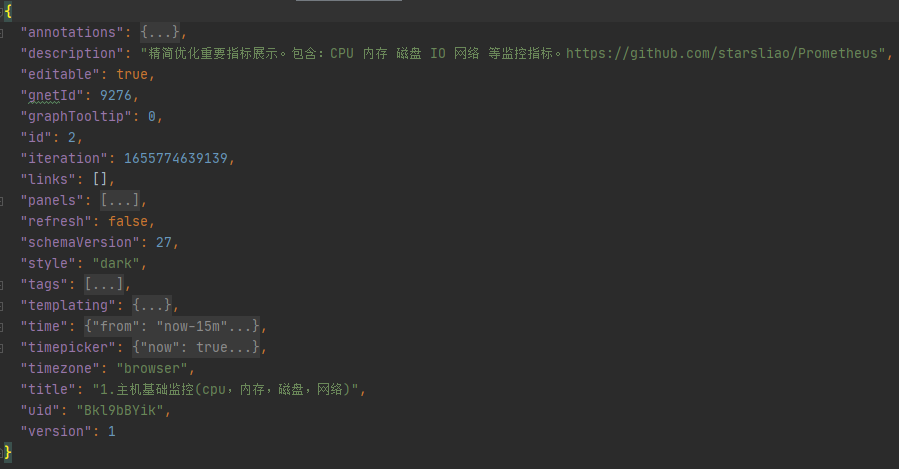 {
"annotations": {...},
"description": "精简优化重要指标展示。包含：CPU 内存 磁盘 IO 网络 等监控指标。https://github.com/starsliao/Prometheus",
"editable": true,
"gnetId": 9276,
"graphTooltip": 0,
"id": 2,
"iteration": 1655774639139,
"links": [],
"panels": [...],
"refresh": false,
"schemaVersion": 27,
"style": "dark",
"tags": [...],
"templating": {...},
"time": {"from": "now-15m"...},
"timepicker": {"now": true...},
"timezone": "browser",
"title": "1.主机基础监控(cpu，内存，磁盘，网络)",
"uid": "Bkl9bBYik",
"version": 1
}